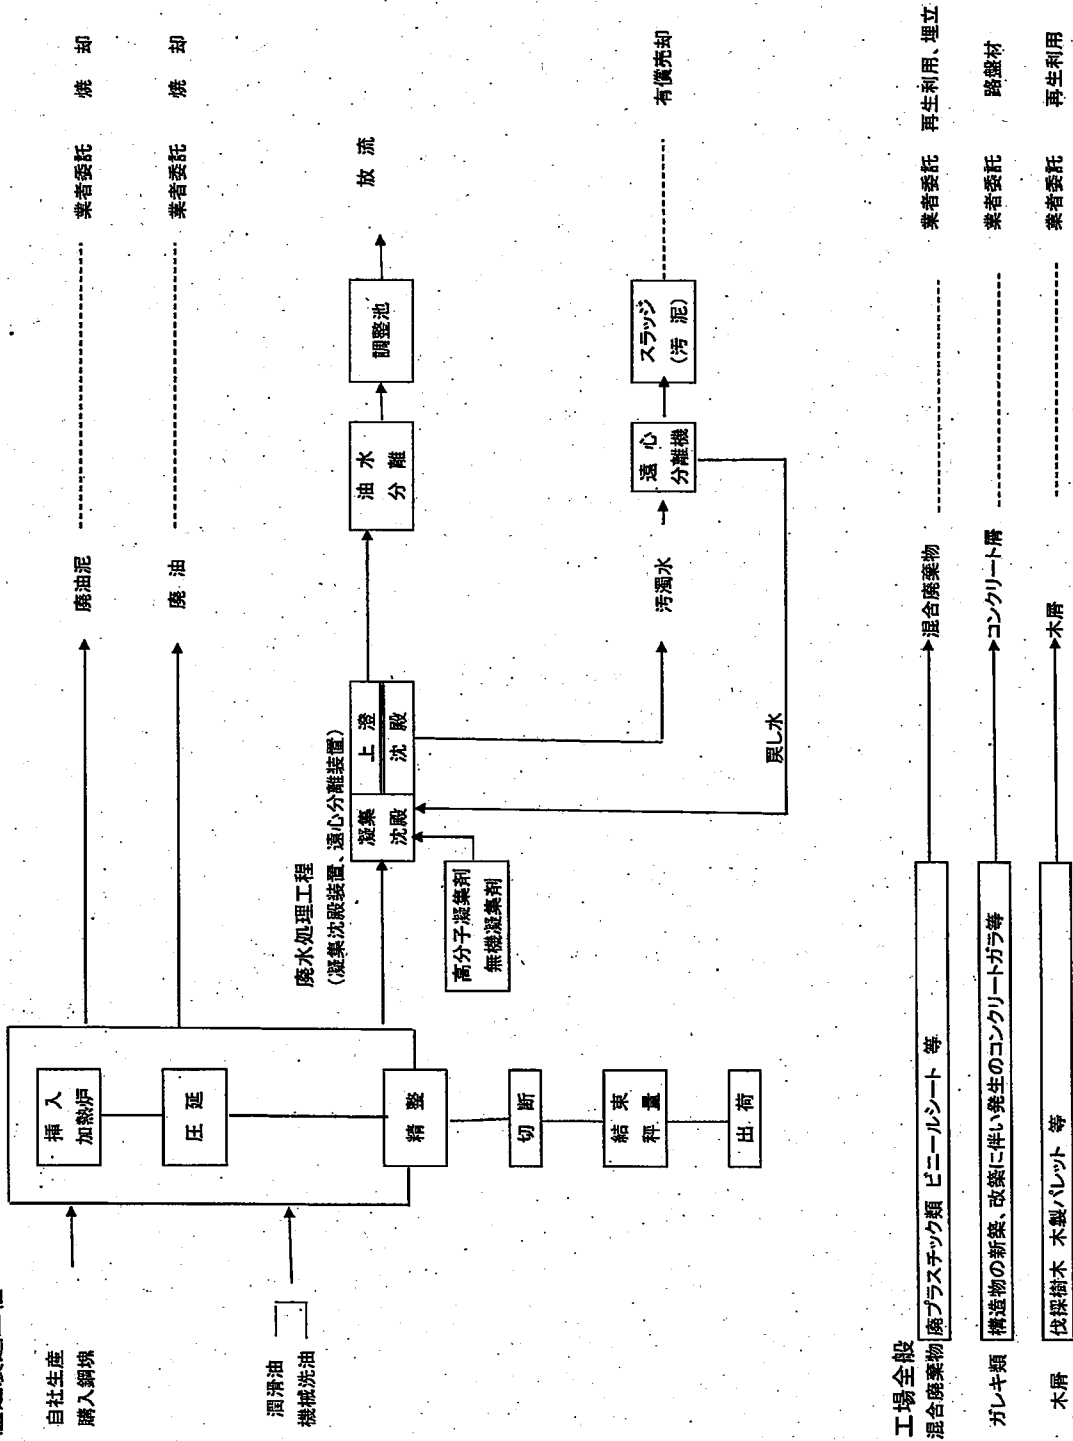 自社生産
購入鋼塊
挿入
加熱炉
圧延
廃油泥
業者委託 焼却
廃油
業者委託 焼却
潤滑油
機械洗油
精整
切断
結束
秤量
出荷
廃水処理工程
(凝集沈殿装置、遠心分離装置)
凝集
沈殿
上澄
沈殿
高分子凝集剤
無機凝集剤
油水
分離
調整池
放流
汚濁水
遠心
分離機
スラッジ
(汚泥)
有償売却
戻し水
工場全般
混合廃棄物 廃プラスチック類 ビニールシート 等 混合廃棄物 業者委託 再生利用、埋立
ガレキ類 構造物の新築、改築に伴い発生のコンクリートガラ等 コンクリート屑 業者委託 路盤材
木屑 伐採樹木 木製パレット 等 木屑 業者委託 再生利用